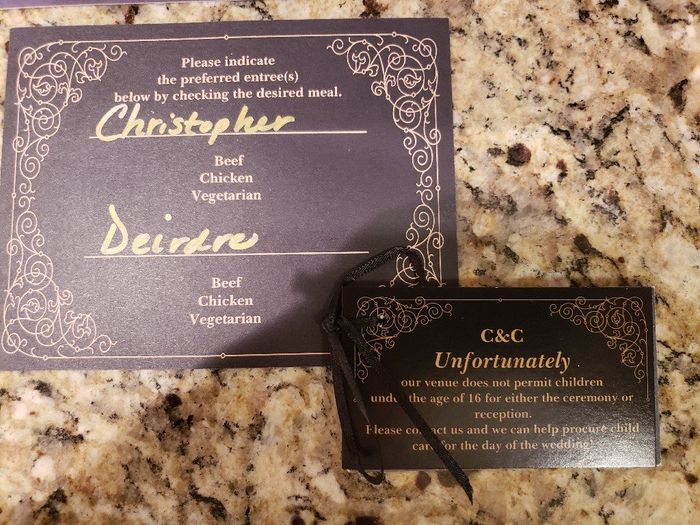 Please indicate
the preferred entree(s)
below by checking the desired meal.
Christopher
Beef
Chicken
Vegetarian
Deirdre
Beef
Chicken
Vegetarian
C&C
Unfortunately
our venue does not permit children
under the age of 16 for either the ceremony or
reception.
Please contact us and we can help procure child
care for the day of the wedding!